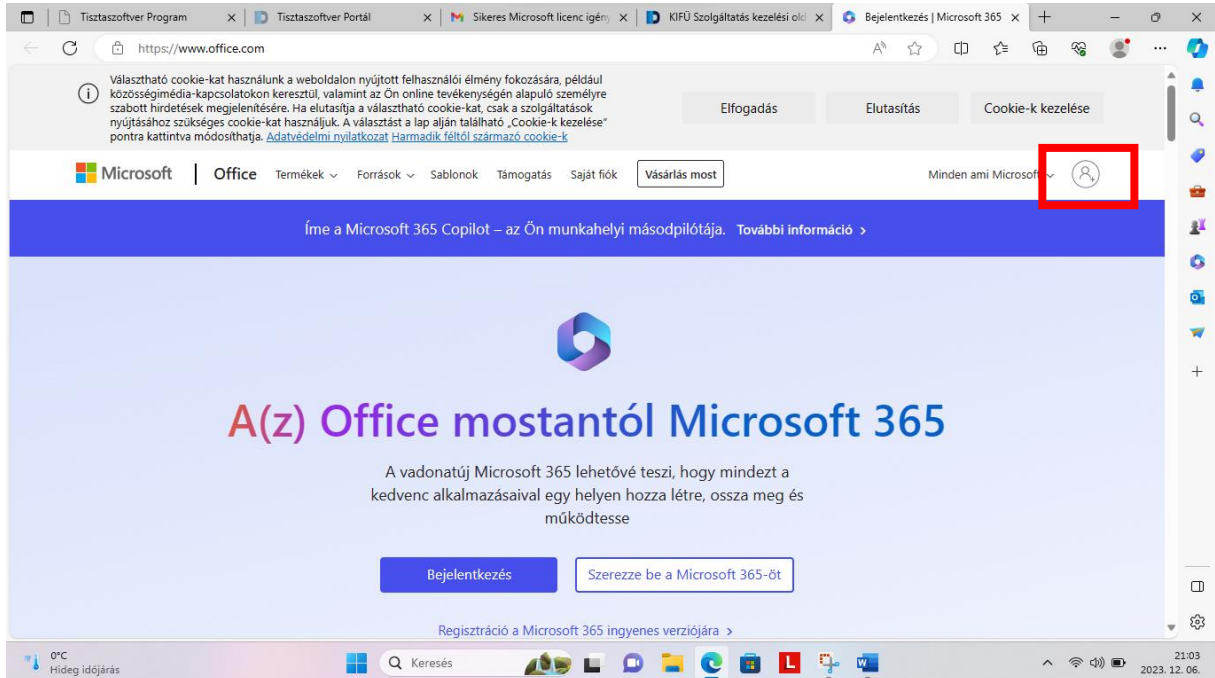 Tisztaszoftver Program
Tisztaszoftver Portál
Sikeres Microsoft licenc igény
KIFÜ Szolgáltatás kezelési old
Bejelentkezés | Microsoft 365
https://www.office.com
Választható cookie-kat használunk a weboldalon nyújtott felhasználói élmény fokozására, például
közösségimédia-kapcsolatokon keresztül, valamint az Ön online tevékenységén alapuló személyre
szabott hirdetések megjelenítésére. Ha elutasítja a választható cookie-kat, csak a szolgáltatások
nyújtásához szükséges cookie-kat használjuk. A választást a lap alján található „Cookie-k kezelése"
pontra kattintva módosíthatja. Adatvédelmi nyilatkozat Harmadik féltől származó cookie-k
Elfogadás
Elutasítás
Cookie-k kezelése
Microsoft
Office
Termékek
Források
Sablonok
Támogatás
Saját fiók
Vásárlás most
Minden ami Microsoft
Íme a Microsoft 365 Copilot – az Ön munkahelyi másodpilótája. További információ
A(z) Office mostantól Microsoft 365
A vadonatúj Microsoft 365 lehetővé teszi, hogy mindezt a
kedvenc alkalmazásaival egy helyen hozza létre, ossza meg és
működtesse
Bejelentkezés
Szerezze be a Microsoft 365-öt
Regisztráció a Microsoft 365 ingyenes verziójára
0°C
Hideg időjárás
Keresés
21:03
2023. 12. 06.